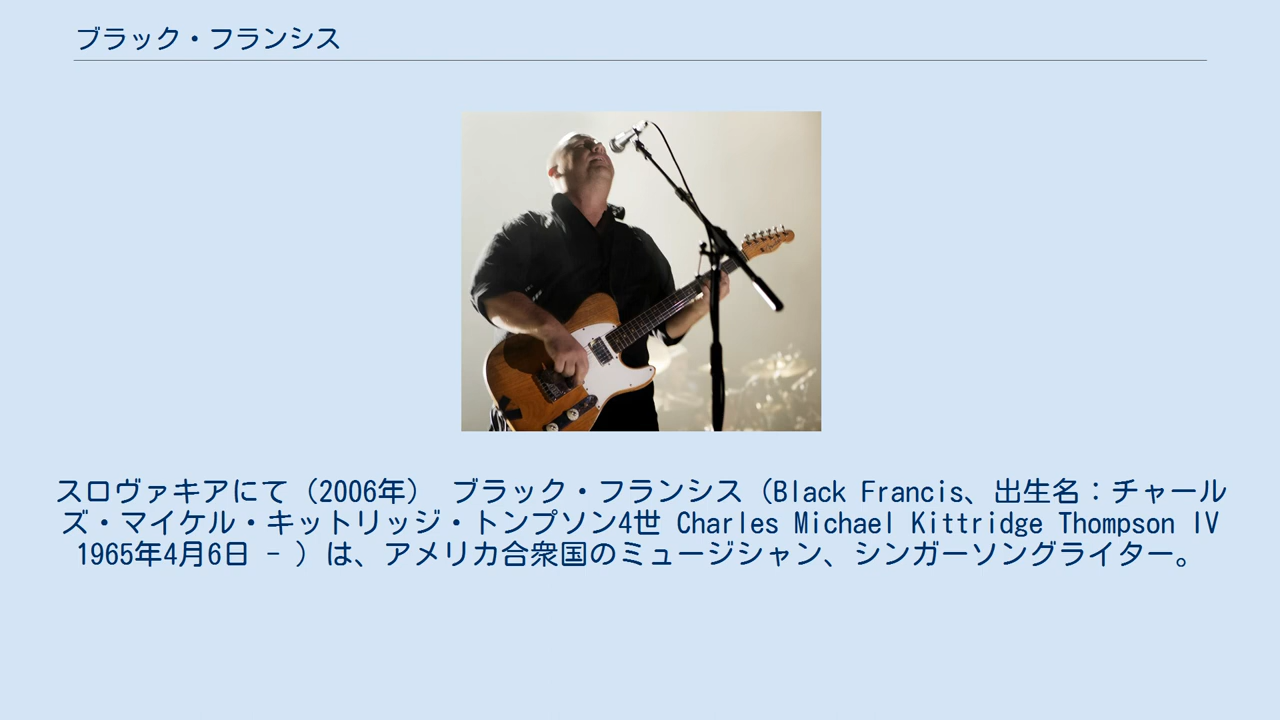 ブラック・フランシス
スロヴァキアにて（2006年） ブラック・フランシス（Black Francis、出生名：チャール
ズ・マイケル・キットリッジ・トンプソン4世 Charles Michael Kittridge Thompson IV
1965年4月6日 - ）は、アメリカ合衆国のミュージシャン、シンガーソングライター。